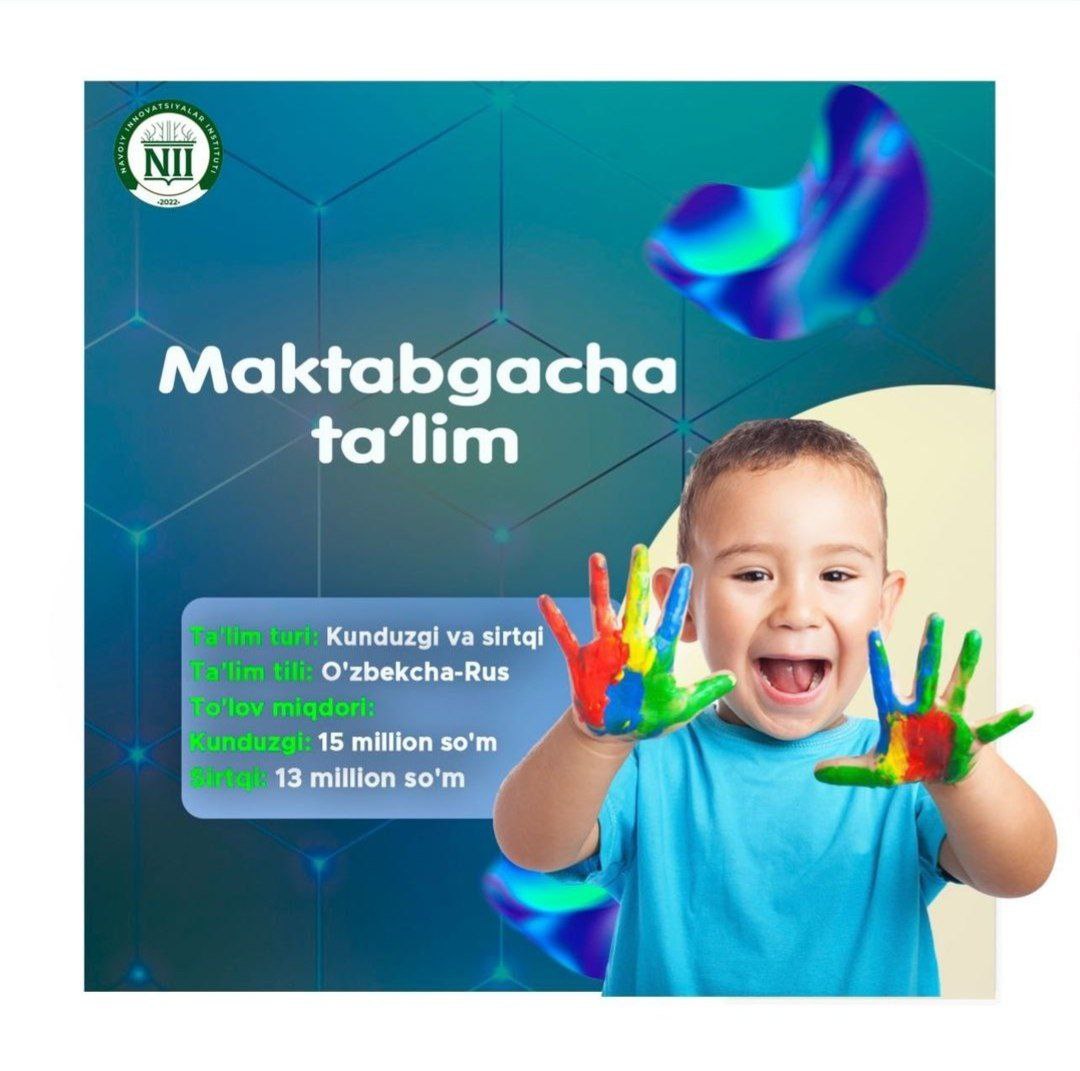 NAVOIY INNOVATSIYALAR INSTITUTI
NII
•2022•
Maktabgacha
ta'lim
Ta'lim turi: Kunduzgi va sirtqi
Ta'lim tili: O'zbekcha-Rus
To'lov miqdori:
Kunduzgi: 15 million so'm
Sirtqi: 13 million so'm